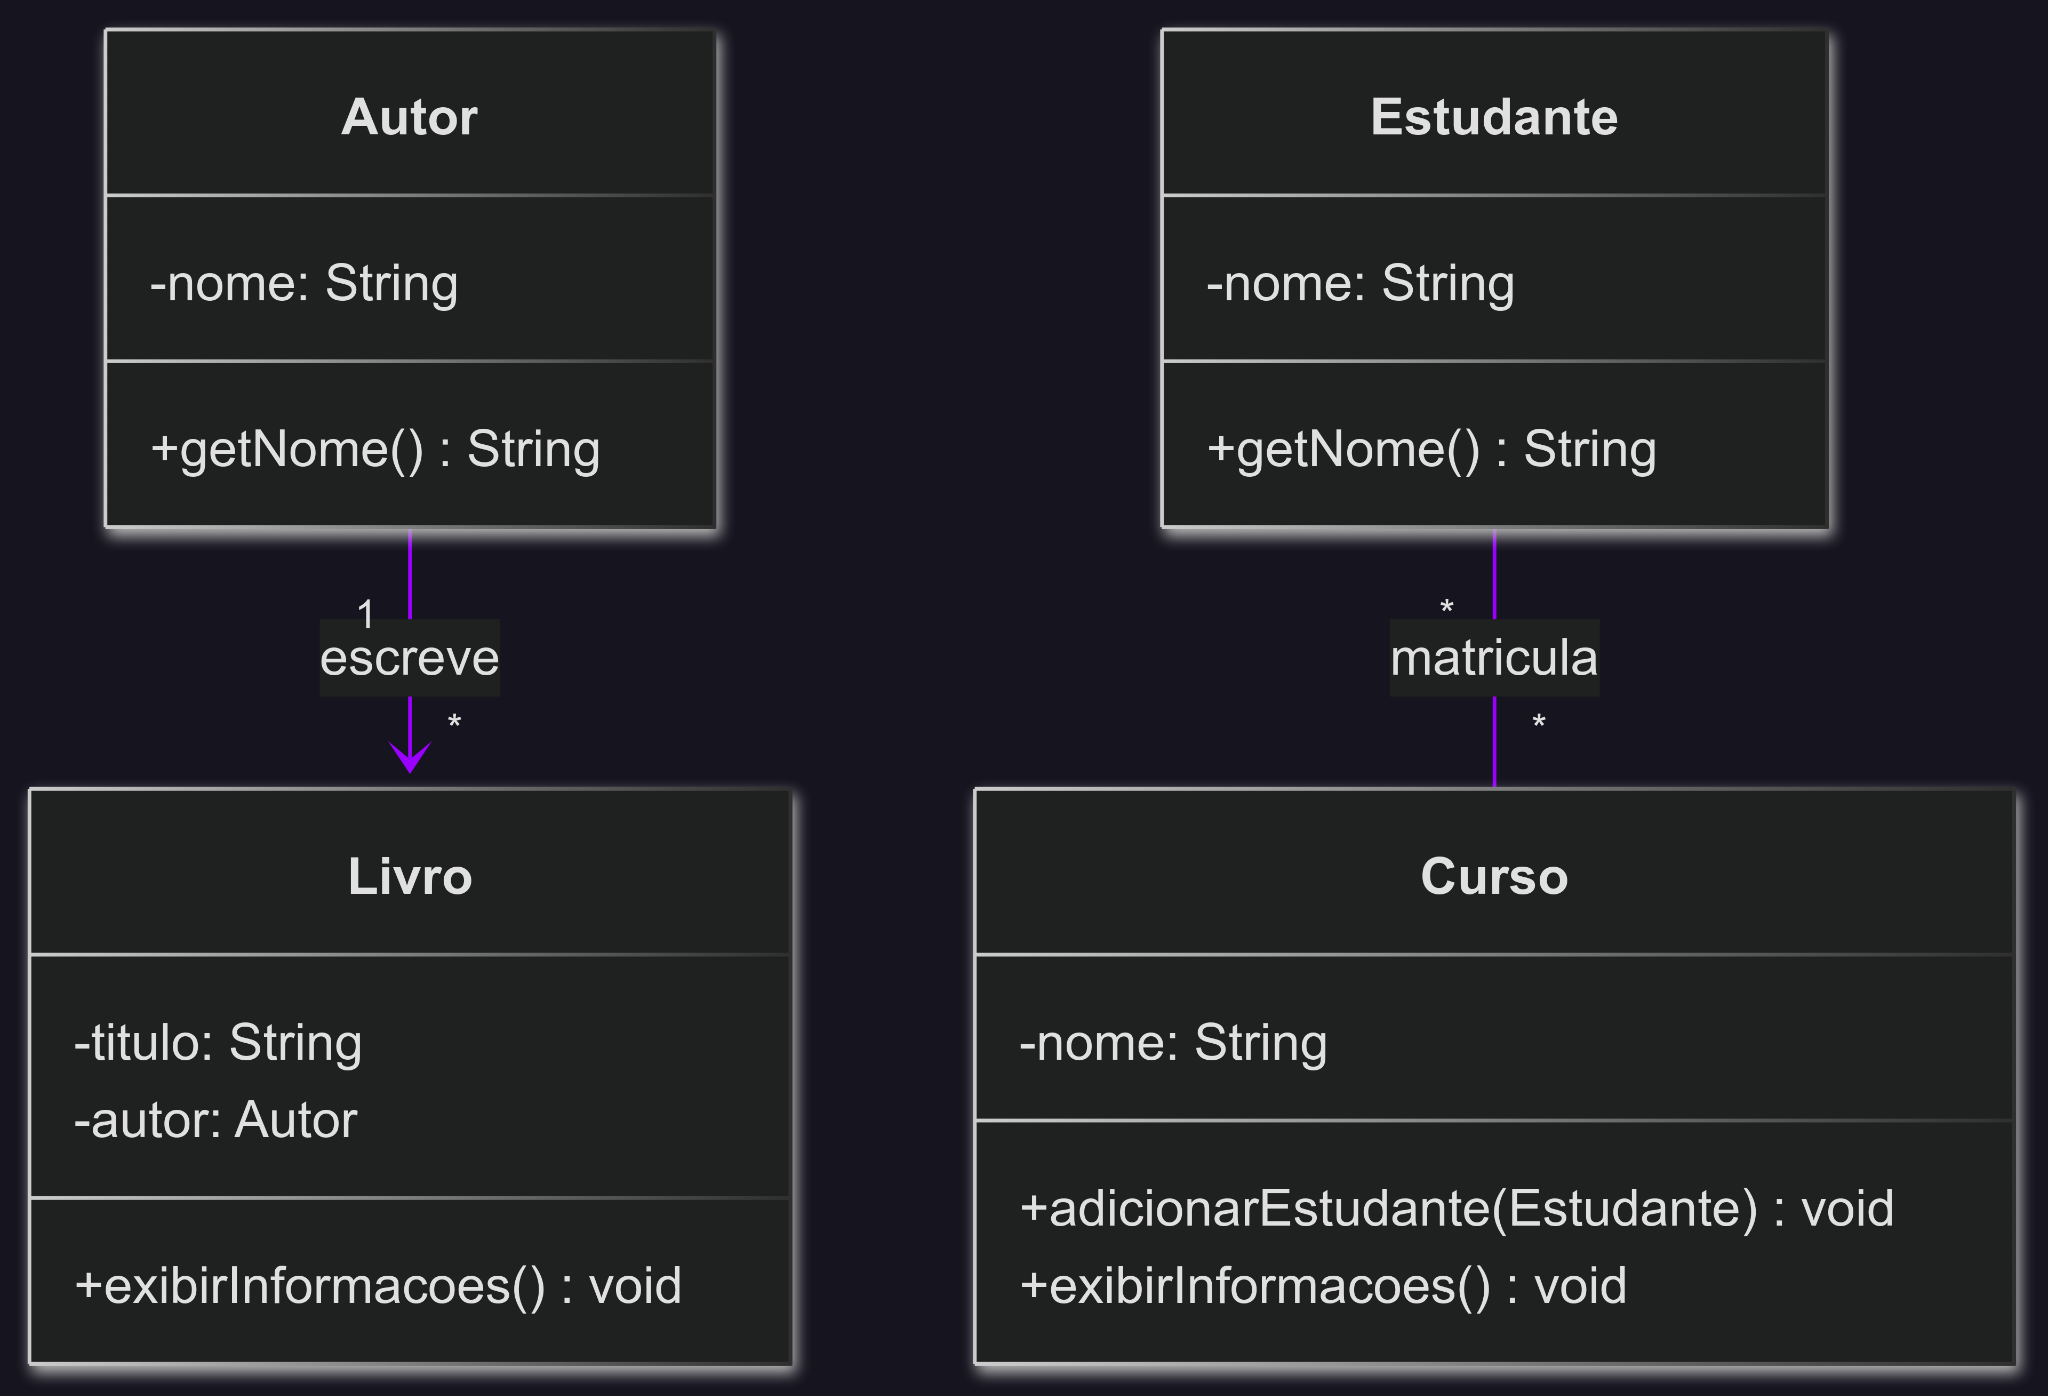 Autor
-nome: String
+getNome() : String
1
escreve
*
Livro
-titulo: String
-autor: Autor
+exibirInformacoes() : void
Estudante
-nome: String
+getNome() : String
*
matricula
*
Curso
-nome: String
+adicionarEstudante(Estudante) : void
+exibirInformacoes() : void